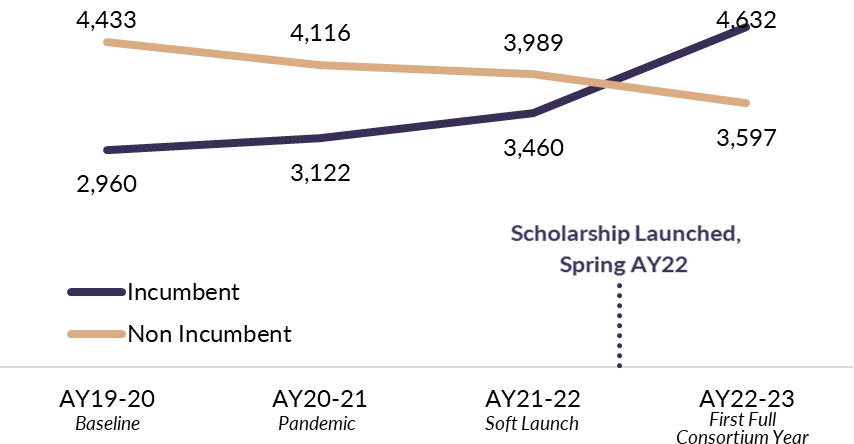 4,433
4,116
3,989
4,632
2,960
3,122
3,460
3,597
Scholarship Launched,
Spring AY22
Incumbent
Non Incumbent
AY19-20
Baseline
AY20-21
Pandemic
AY21-22
Soft Launch
AY22-23
First Full
Consortium Year